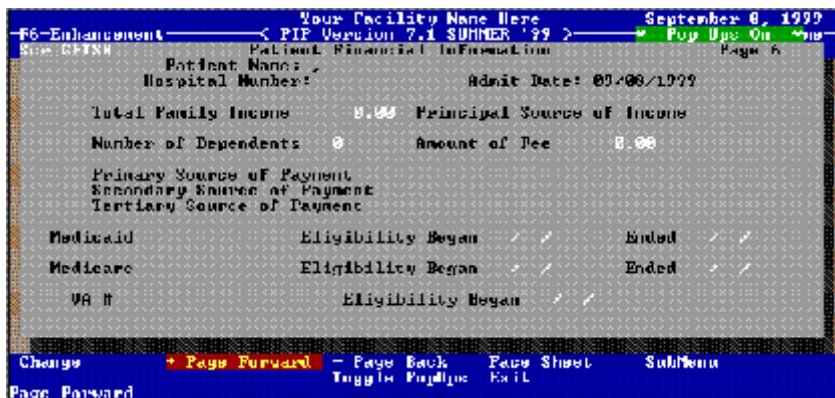 Your Facility Name Here September 8, 1999
F6-Enhancement < PIP Version 7.1 SUMMER '99 > Pop Ups On
Scr Patient Financial Information Page 6
Patient Name: ,
Hospital Number: Admit Date: 09/08/1999
Total Family Income 0.00 Principal Source of Income
Number of Dependents 0 Amount of Fee 0.00
Primary Source of Payment
Secondary Source of Payment
Tertiary Source of Payment
Medicaid Eligibility Began / / Ended / /
Medicare Eligibility Began / / Ended / /
VA # Eligibility Began / /
Change + Page Forward - Page Back Face Sheet SubMenu
Toggle PopUps Exit
Page Forward